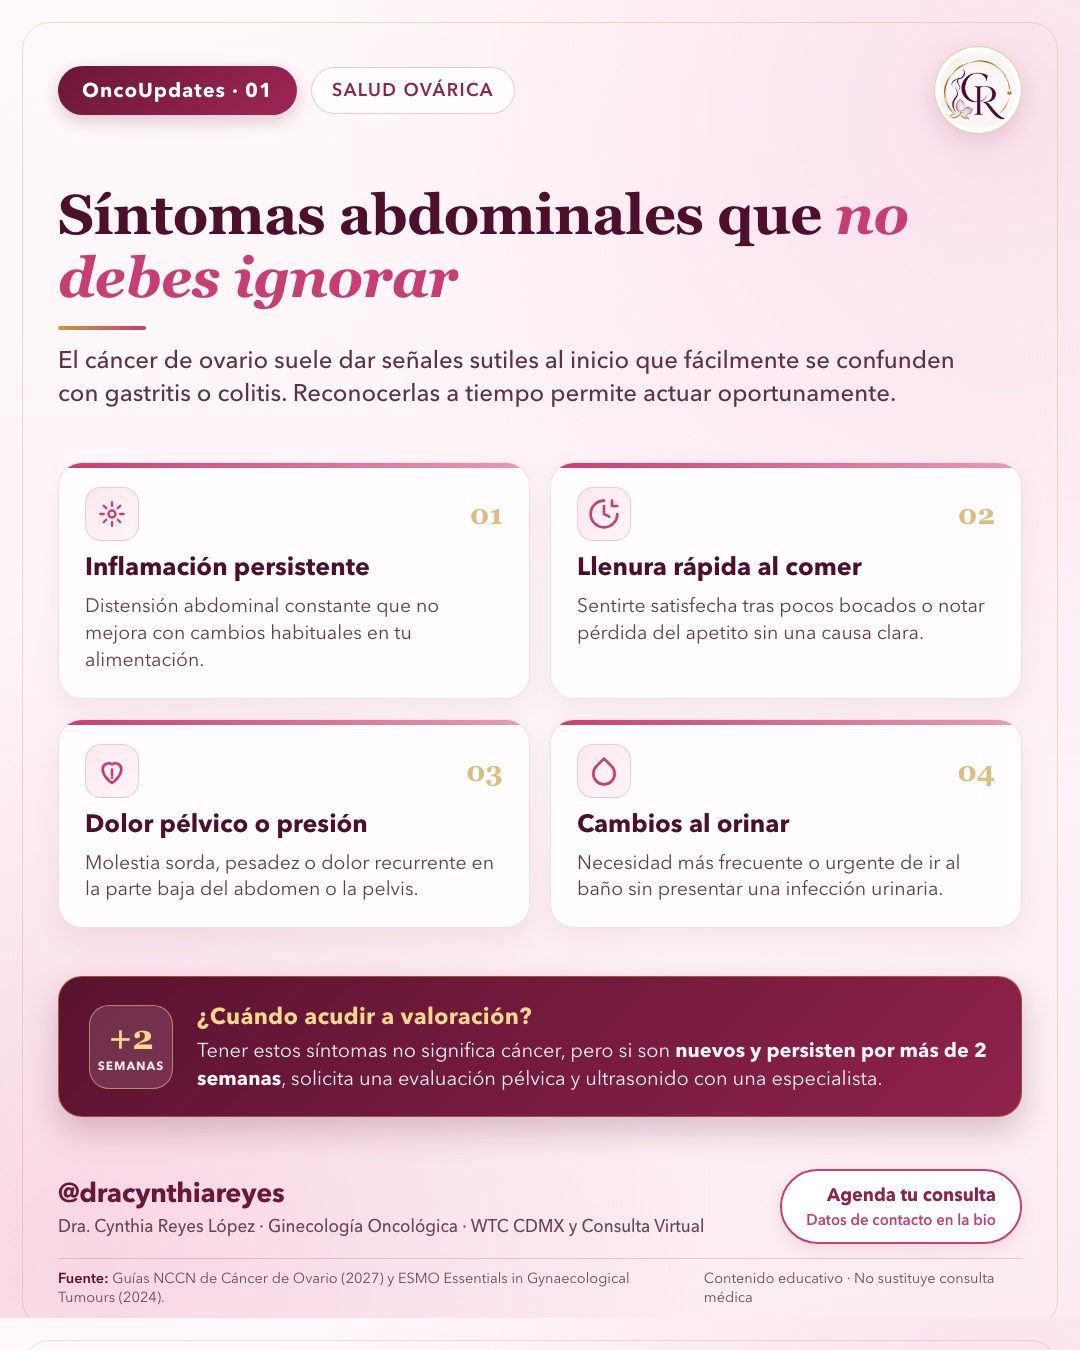 OncoUpdates · 01
SALUD OVÁRICA
CR
Síntomas abdominales que no
debes ignorar
El cáncer de ovario suele dar señales sutiles al inicio que fácilmente se confunden
con gastritis o colitis. Reconocerlas a tiempo permite actuar oportunamente.
01
Inflamación persistente
Distensión abdominal constante que no
mejora con cambios habituales en tu
alimentación.
02
Llenura rápida al comer
Sentirte satisfecha tras pocos bocados o notar
pérdida del apetito sin una causa clara.
03
Dolor pélvico o presión
Molestia sorda, pesadez o dolor recurrente en
la parte baja del abdomen o la pelvis.
04
Cambios al orinar
Necesidad más frecuente o urgente de ir al
baño sin presentar una infección urinaria.
+2
SEMANAS
¿Cuándo acudir a valoración?
Tener estos síntomas no significa cáncer, pero si son nuevos y persisten por más de 2
semanas, solicita una evaluación pélvica y ultrasonido con una especialista.
@dracynthiareyes
Dra. Cynthia Reyes López · Ginecología Oncológica · WTC CDMX y Consulta Virtual
Agenda tu consulta
Datos de contacto en la bio
Fuente: Guías NCCN de Cáncer de Ovario (2027) y ESMO Essentials in Gynaecological
Tumours (2024).
Contenido educativo · No sustituye consulta
médica